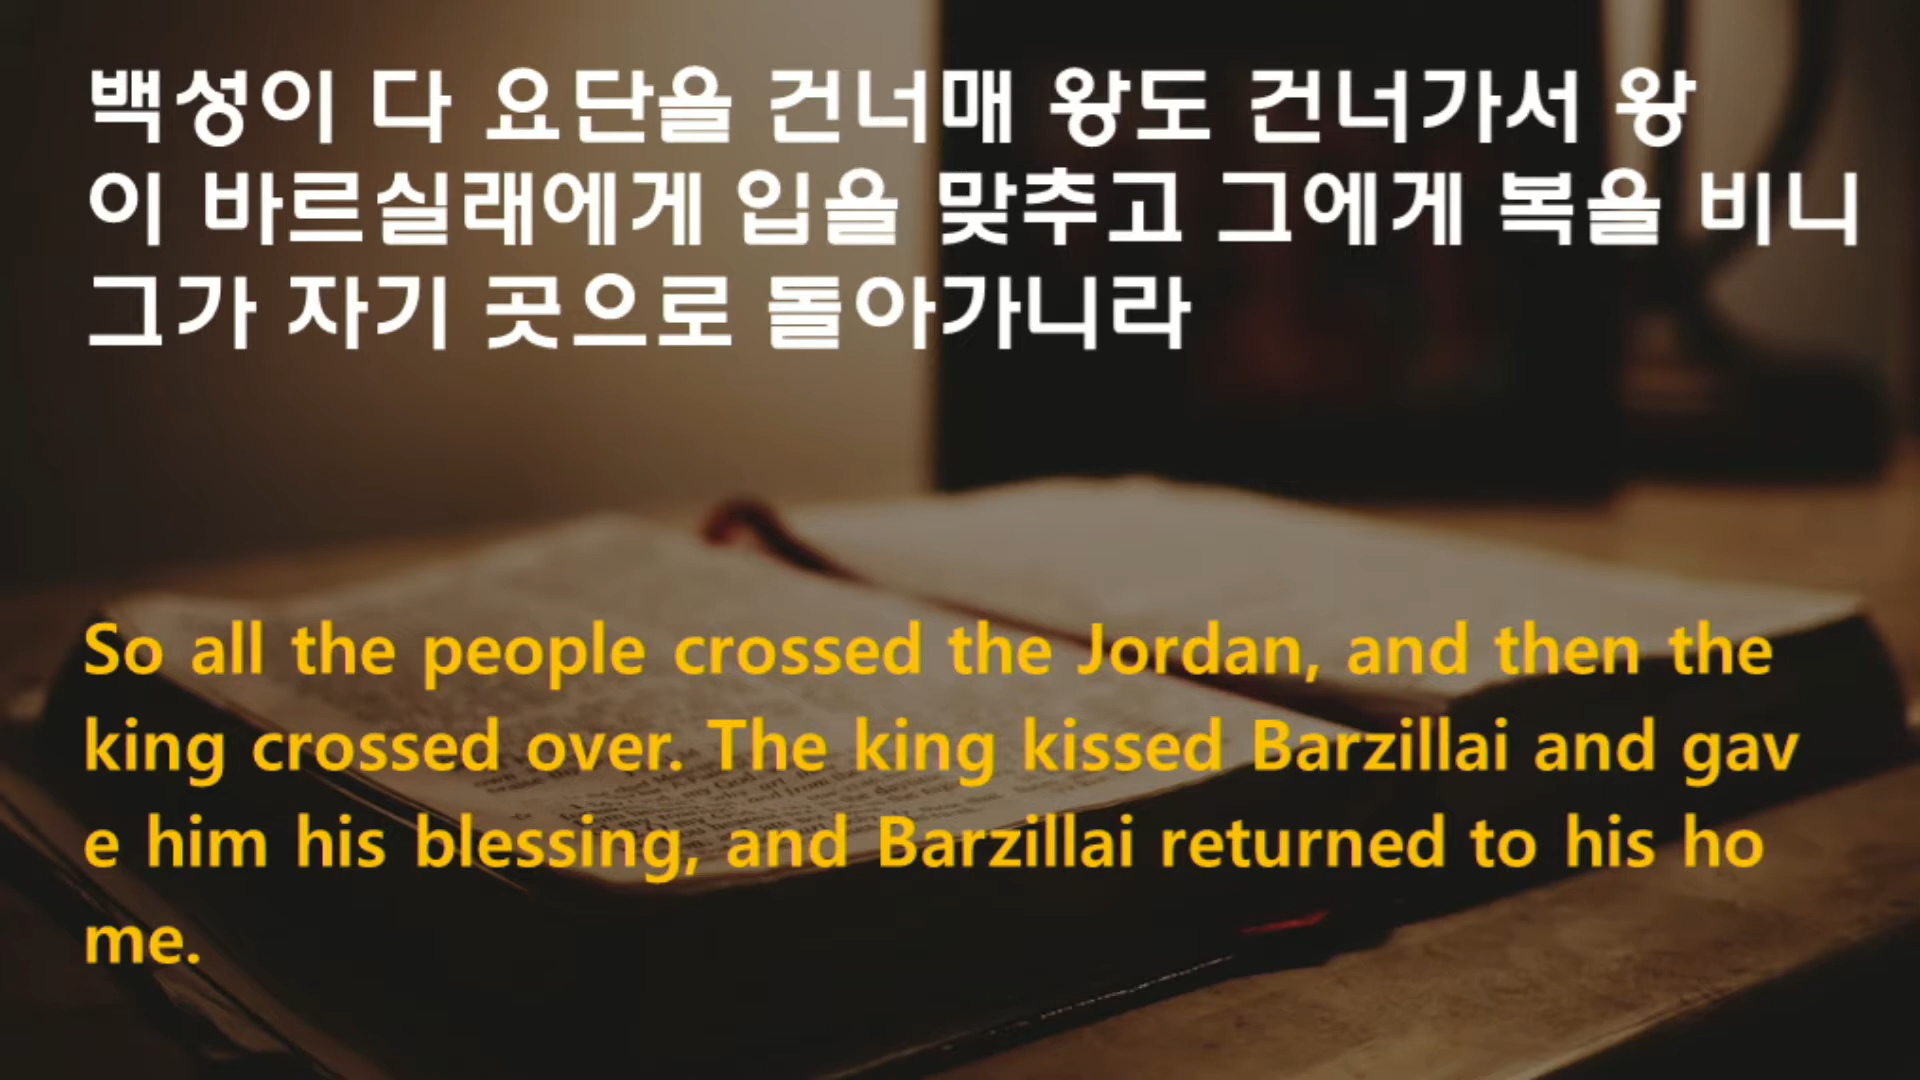 백성이 다 요단을 건너매 왕도 건너가서 왕
이 바르실래에게 입을 맞추고 그에게 복을 비니
그가 자기 곳으로 돌아가니라
So all the people crossed the Jordan, and then the
king crossed over. The king kissed Barzillai and gav
e him his blessing, and Barzillai returned to his ho
me.